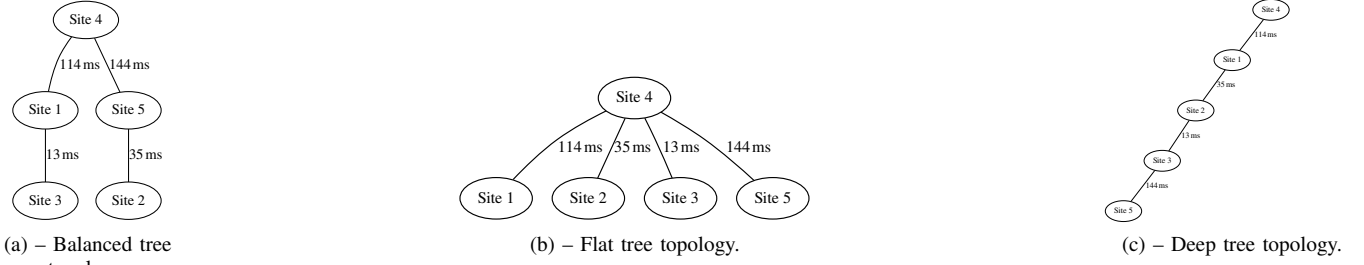 Site 4
114 ms 144 ms
Site 1 Site 5
13 ms 35 ms
Site 3 Site 2
(a) – Balanced tree
Site 4
114 ms 35 ms 13 ms 144 ms
Site 1 Site 2 Site 3 Site 5
(b) – Flat tree topology.
Site 4
114 ms
Site 1
35 ms
Site 2
13 ms
Site 3
144 ms
Site 5
(c) – Deep tree topology.